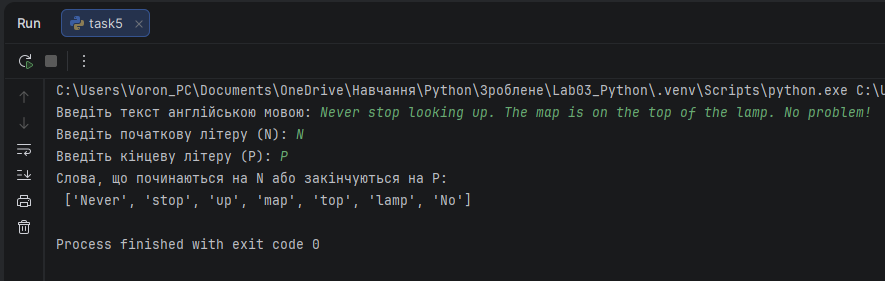 Run task5
C:\Users\Voron_PC\Documents\OneDrive\Навчання\Python\Зроблене\Lab03_Python\.venv\Scripts\python.exe C:\U
Введіть текст англійською мовою: Never stop looking up. The map is on the top of the lamp. No problem!
Введіть початкову літеру (N): N
Введіть кінцеву літеру (P): P
Слова, що починаються на N або закінчуються на P:
['Never', 'stop', 'up', 'map', 'top', 'lamp', 'No']
Process finished with exit code 0